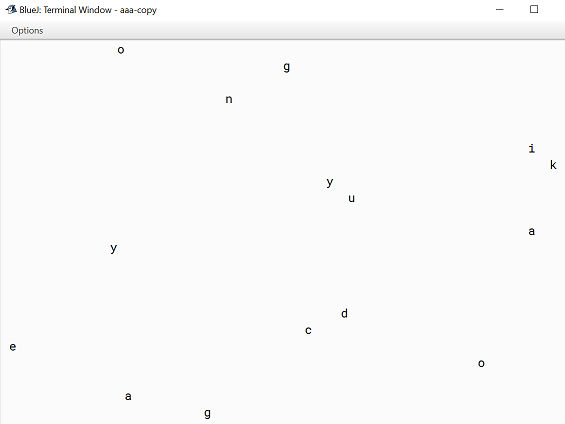 BlueJ: Terminal Window - aaa-copy
Options
o
g
n
i
k
y
u
a
y
d
c
e
o
a
g